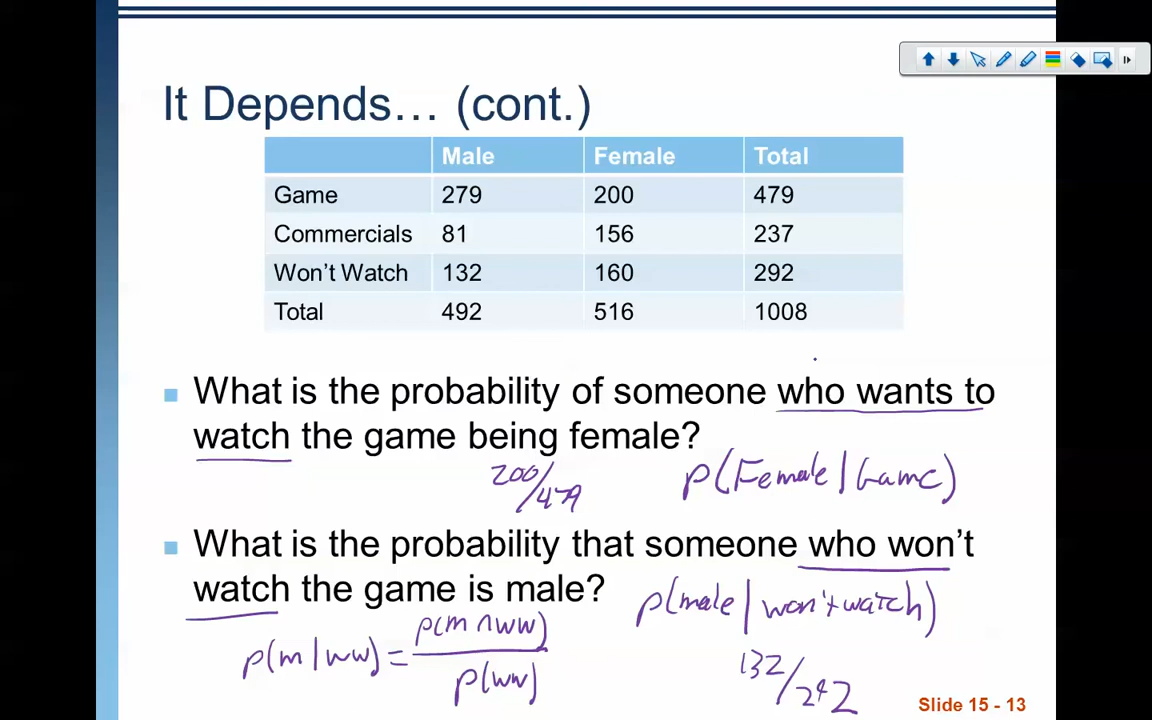 It Depends… (cont.)
Male Female Total
Game 279 200 479
Commercials 81 156 237
Won't Watch 132 160 292
Total 492 516 1008
What is the probability of someone who wants to
watch the game being female?
200/479 p(Female | Game)
What is the probability that someone who won't
watch the game is male?
p(male | won't watch)
p(m | ww) = p(m ∩ ww) / p(ww)
132/292
Slide 15 - 13